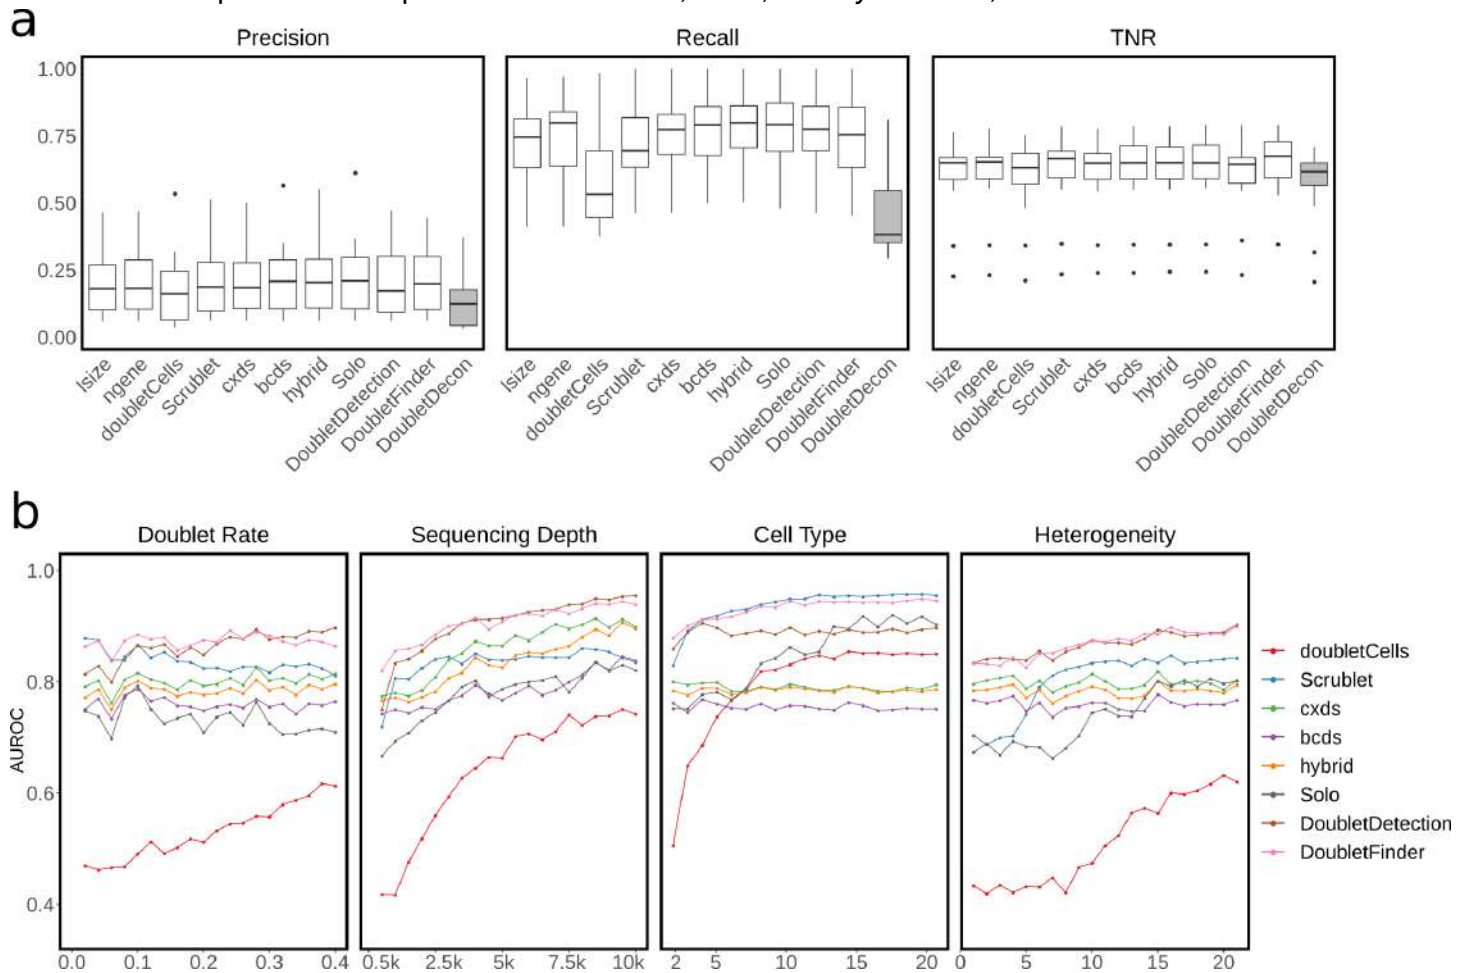 a
Precision Recall TNR
1.00
0.75
0.50
0.25
0.00
lsize ngene doubletCells Scrublet cxds bcds hybrid Solo DoubletDetection DoubletFinder DoubletDecon
lsize ngene doubletCells Scrublet cxds bcds hybrid Solo DoubletDetection DoubletFinder DoubletDecon
lsize ngene doubletCells Scrublet cxds bcds hybrid Solo DoubletDetection DoubletFinder DoubletDecon
b
Doublet Rate Sequencing Depth Cell Type Heterogeneity
AUROC
1.0
0.8
0.6
0.4
0.0 0.1 0.2 0.3 0.4
0.5k 2.5k 5k 7.5k 10k
2 5 10 15 20
0 5 10 15 20
doubletCells
Scrublet
cxds
bcds
hybrid
Solo
DoubletDetection
DoubletFinder